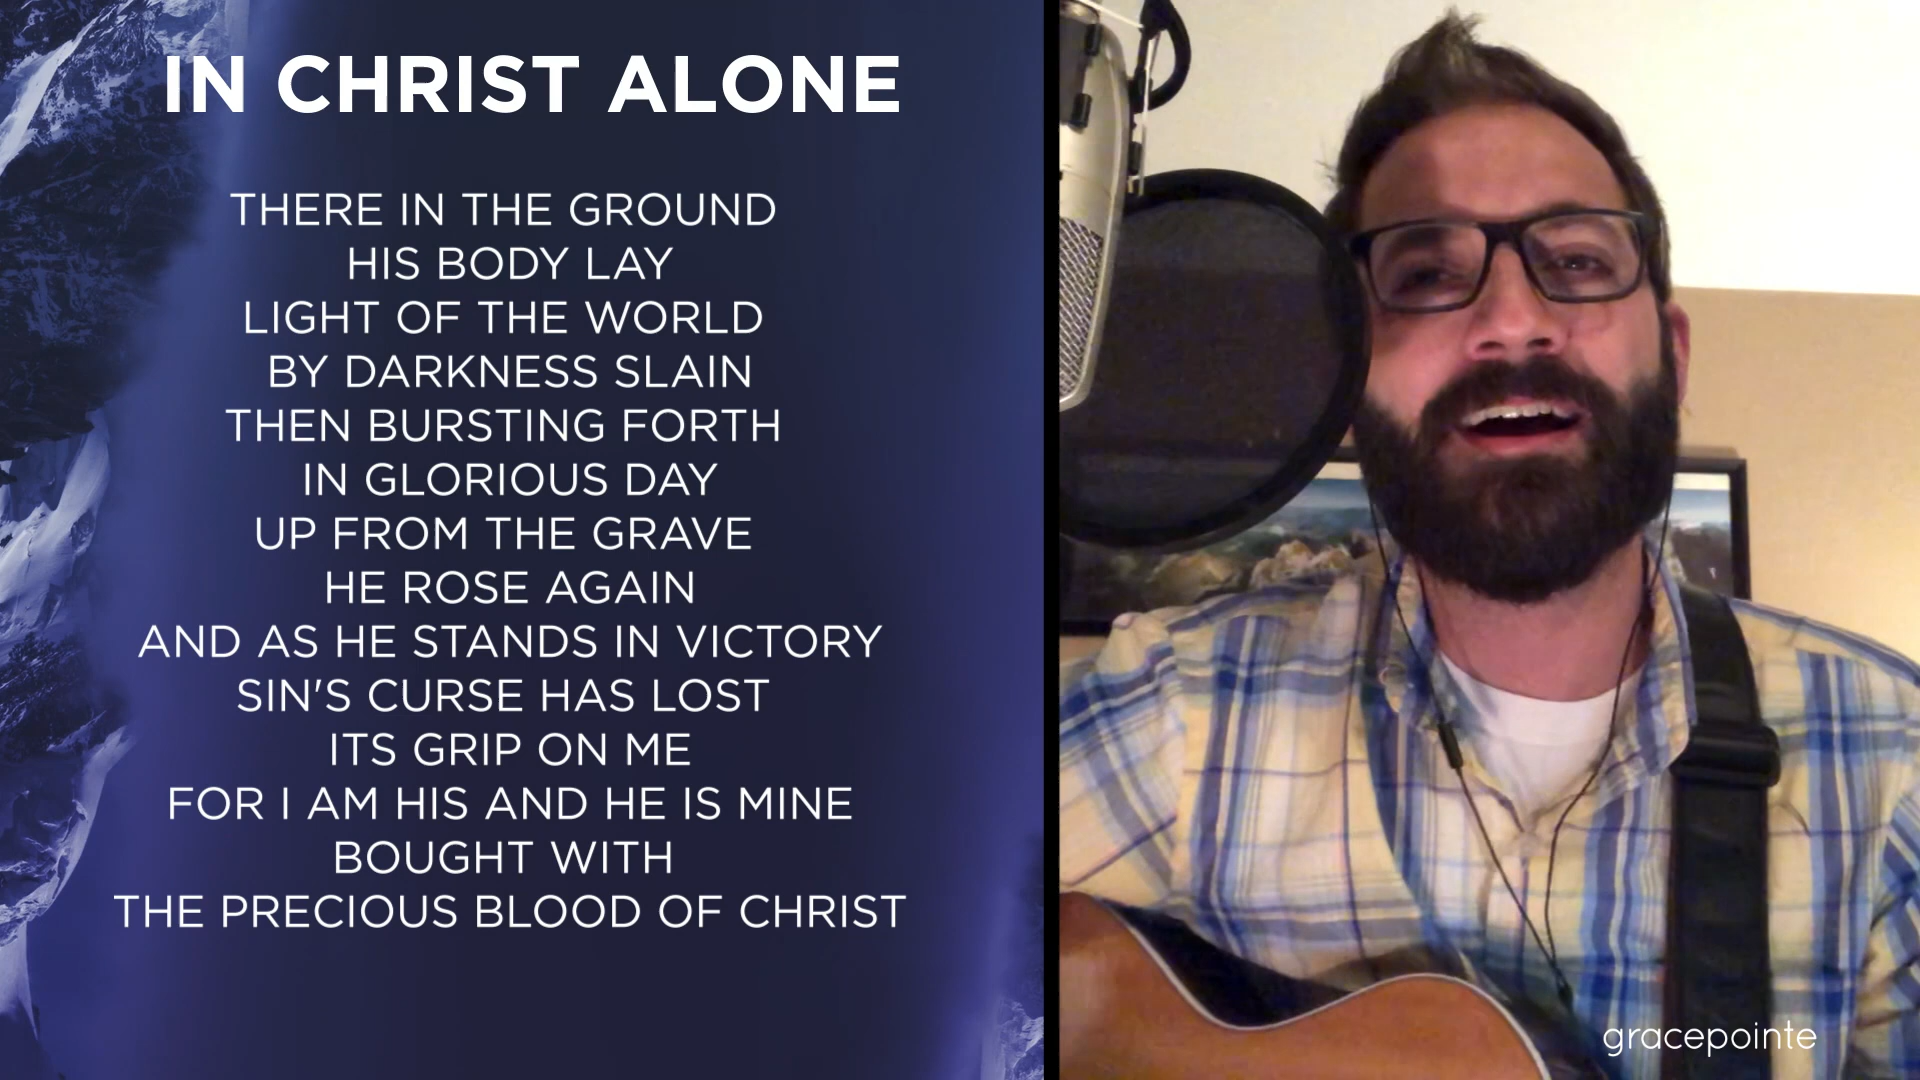 IN CHRIST ALONE
THERE IN THE GROUND
HIS BODY LAY
LIGHT OF THE WORLD
BY DARKNESS SLAIN
THEN BURSTING FORTH
IN GLORIOUS DAY
UP FROM THE GRAVE
HE ROSE AGAIN
AND AS HE STANDS IN VICTORY
SIN'S CURSE HAS LOST
ITS GRIP ON ME
FOR I AM HIS AND HE IS MINE
BOUGHT WITH
THE PRECIOUS BLOOD OF CHRIST
gracepointe